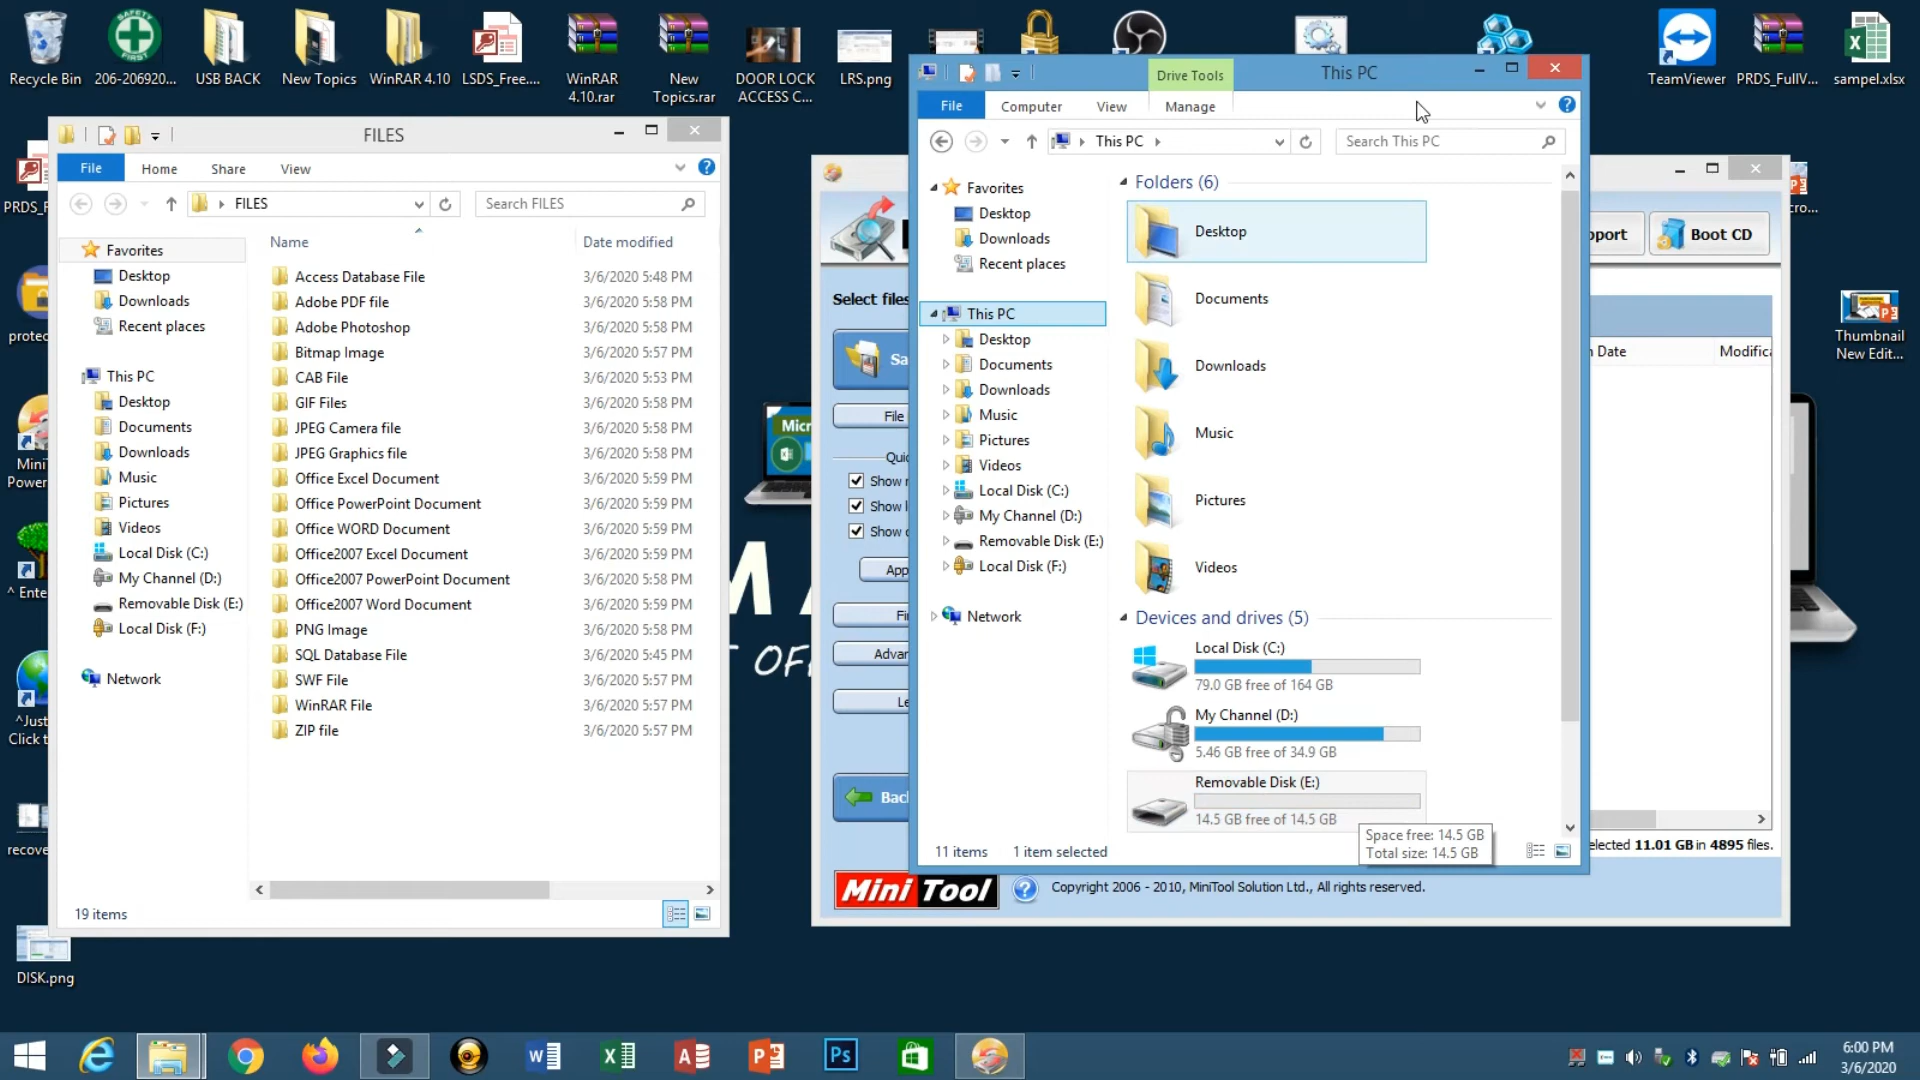 Recycle Bin
206-206920...
USB BACK
New Topics
WinRAR 4.10
LSDS_Free....
WinRAR
4.10.rar
New
Topics.rar
DOOR LOCK
ACCESS C...
LRS.png
TeamViewer
PRDS_FullV...
sampel.xlsx
FILES
File
Home
Share
View
FILES
Search FILES
Name
Date modified
Favorites
Desktop
Downloads
Recent places
This PC
Desktop
Documents
Downloads
Music
Pictures
Videos
Local Disk (C:)
My Channel (D:)
Removable Disk (E:)
Local Disk (F:)
Network
Access Database File 3/6/2020 5:48 PM
Adobe PDF file 3/6/2020 5:58 PM
Adobe Photoshop 3/6/2020 5:58 PM
Bitmap Image 3/6/2020 5:57 PM
CAB File 3/6/2020 5:53 PM
GIF Files 3/6/2020 5:58 PM
JPEG Camera file 3/6/2020 5:58 PM
JPEG Graphics file 3/6/2020 5:58 PM
Office Excel Document 3/6/2020 5:59 PM
Office PowerPoint Document 3/6/2020 5:59 PM
Office WORD Document 3/6/2020 5:59 PM
Office2007 Excel Document 3/6/2020 5:59 PM
Office2007 PowerPoint Document 3/6/2020 5:58 PM
Office2007 Word Document 3/6/2020 5:59 PM
PNG Image 3/6/2020 5:58 PM
SQL Database File 3/6/2020 5:45 PM
SWF File 3/6/2020 5:58 PM
WinRAR File 3/6/2020 5:57 PM
ZIP file 3/6/2020 5:57 PM
19 items
Drive Tools
This PC
File
Computer
View
Manage
This PC
Search This PC
Favorites
Desktop
Downloads
Recent places
This PC
Desktop
Documents
Downloads
Music
Pictures
Videos
Local Disk (C:)
My Channel (D:)
Removable Disk (E:)
Local Disk (F:)
Network
Folders (6)
Desktop
Documents
Downloads
Music
Pictures
Videos
Devices and drives (5)
Local Disk (C:)
79.0 GB free of 164 GB
My Channel (D:)
5.46 GB free of 34.9 GB
Removable Disk (E:)
14.5 GB free of 14.5 GB
Space free: 14.5 GB
Total size: 14.5 GB
11 items
1 item selected
Select files
Sa
File
Quic
Show r
Show l
Show c
App
Fi
Advan
Le
Back
pport
Boot CD
n Date
Modifica
elected 11.01 GB in 4895 files.
Mini Tool
Copyright 2006 - 2010, MiniTool Solution Ltd., All rights reserved.
PRDS_F
protec
Mini
Power
^ Ente
^Just
Click t
recove
DISK.png
Micr
T OF
cro...
Thumbnail
New Edit...
6:00 PM
3/6/2020